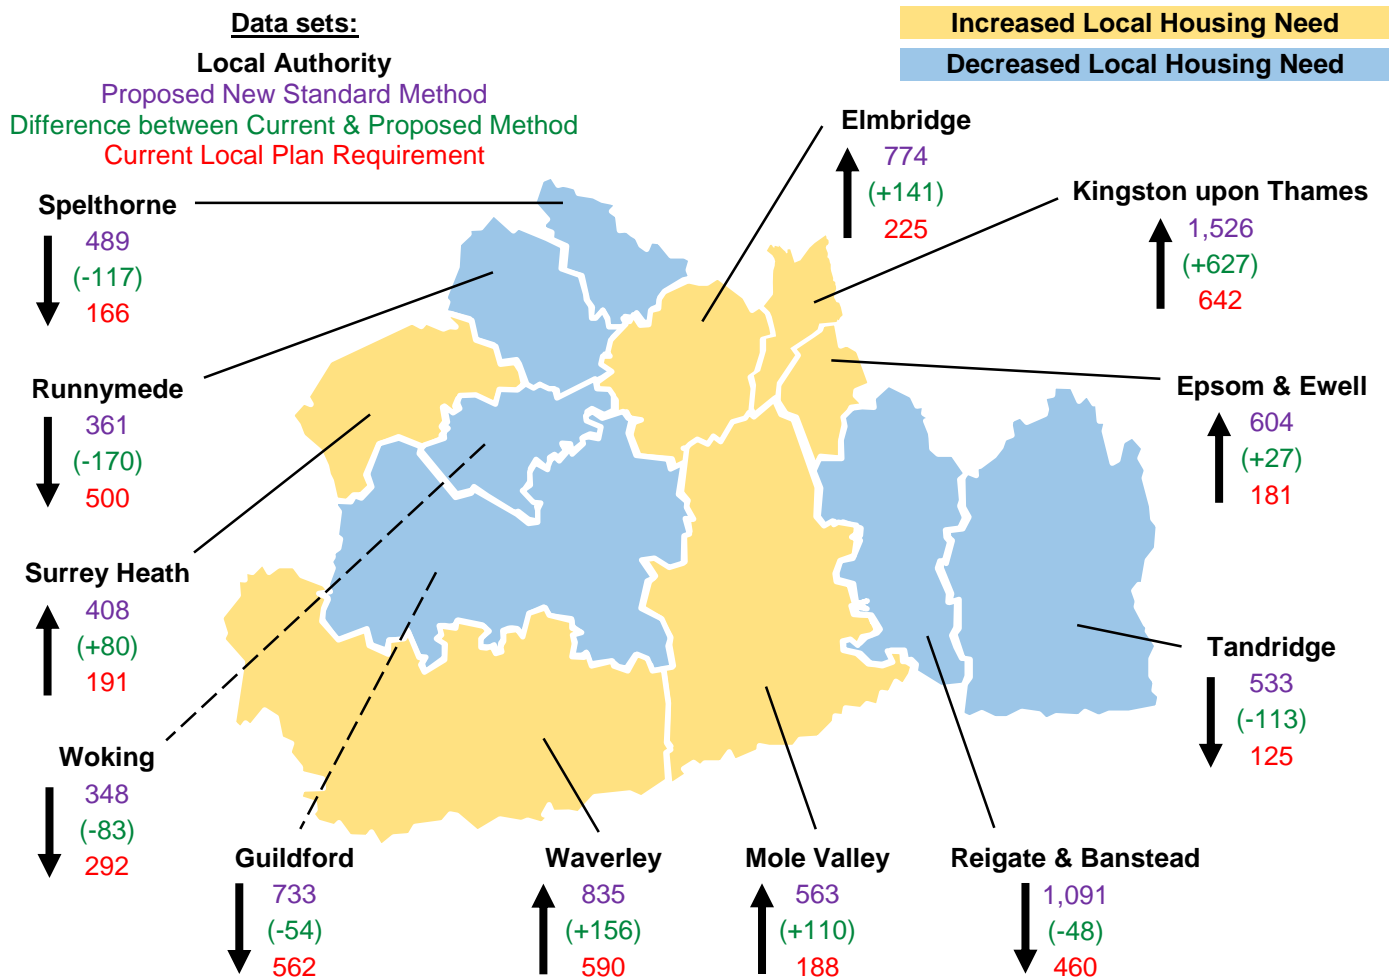 Data sets:
Local Authority
Proposed New Standard Method
Difference between Current & Proposed Method
Current Local Plan Requirement
Increased Local Housing Need
Decreased Local Housing Need
Elmbridge
774
(+141)
225
Kingston upon Thames
1,526
(+627)
642
Spelthorne
489
(-117)
166
Runnymede
361
(-170)
500
Epsom & Ewell
604
(+27)
181
Surrey Heath
408
(+80)
191
Tandridge
533
(-113)
125
Woking
348
(-83)
292
Guildford
733
(-54)
562
Waverley
835
(+156)
590
Mole Valley
563
(+110)
188
Reigate & Banstead
1,091
(-48)
460